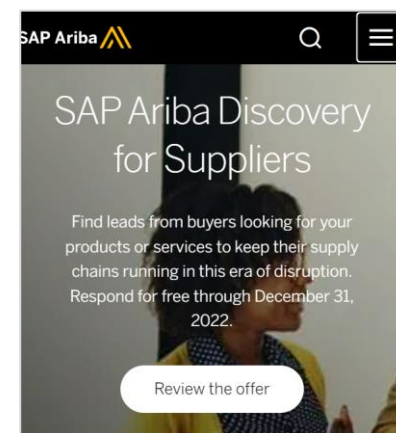 SAP Ariba
SAP Ariba Discovery
for Suppliers
Find leads from buyers looking for your
products or services to keep their supply
chains running in this era of disruption.
Respond for free through December 31,
2022.
Review the offer